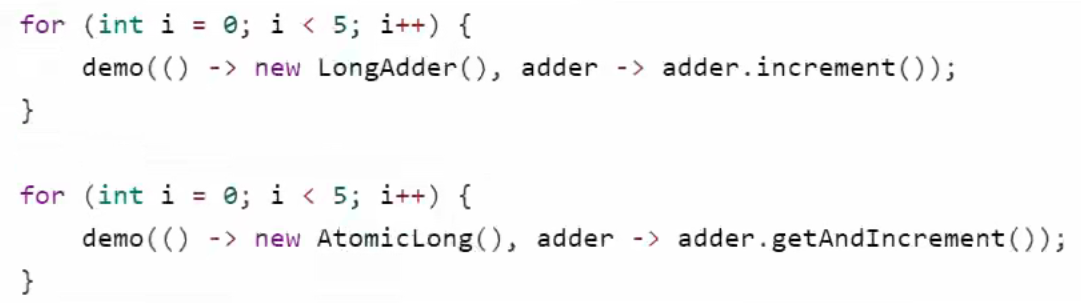 for (int i = 0; i < 5; i++) {
    demo(() -> new LongAdder(), adder -> adder.increment());
}

for (int i = 0; i < 5; i++) {
    demo(() -> new AtomicLong(), adder -> adder.getAndIncrement());
}